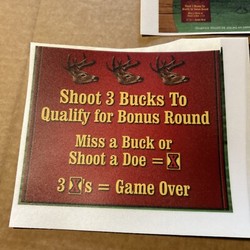 Shoot 3 Bucks To
Qualify for Bonus Round
Miss a Buck or
Shoot a Doe = X
3 X's = Game Over